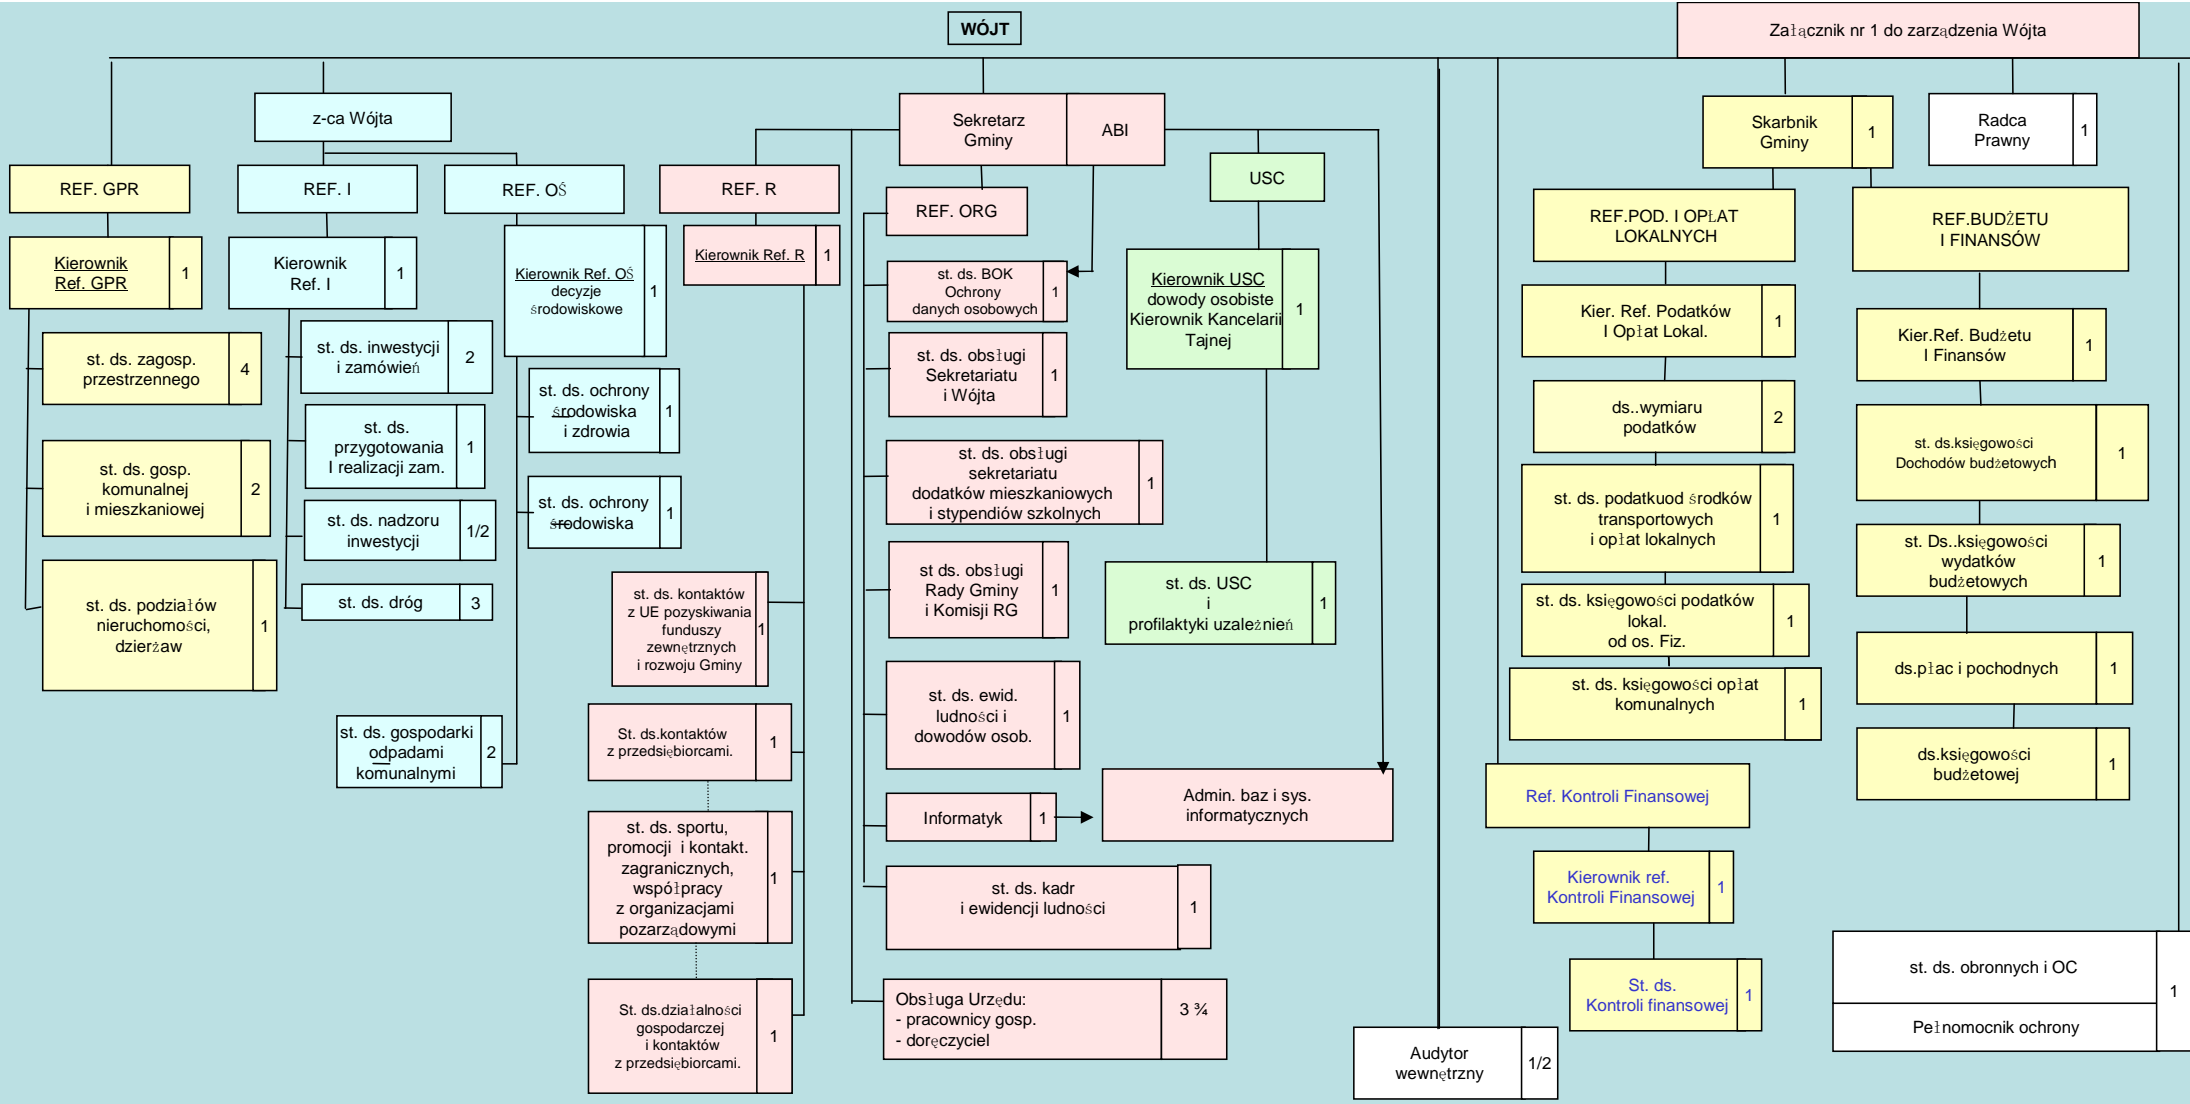 WÓJT
Załącznik nr 1 do zarządzenia Wójta
z-ca Wójta
Sekretarz
Gminy
ABI
Skarbnik
Gminy
1
Radca
Prawny
1
REF. GPR
REF. I
REF. OŚ
REF. R
REF. ORG
USC
REF.POD. I OPŁAT
LOKALNYCH
REF.BUDŻETU
I FINANSÓW
Kierownik
Ref. GPR
1
st. ds. zagosp.
przestrzennego
4
st. ds. gosp.
komunalnej
i mieszkaniowej
2
st. ds. podziałów
nieruchomości,
dzierżaw
1
Kierownik
Ref. I
1
st. ds. inwestycji
i zamówień
2
st. ds.
przygotowania
I realizacji zam.
1
st. ds. nadzoru
inwestycji
1/2
st. ds. dróg
3
Kierownik Ref. OŚ
decyzje
środowiskowe
1
st. ds. ochrony
środowiska
i zdrowia
1
st. ds. ochrony
środowiska
1
st. ds. gospodarki
odpadami
komunalnymi
2
Kierownik Ref. R
1
st. ds. kontaktów
z UE pozyskiwania
funduszy
zewnętrznych
i rozwoju Gminy
1
St. ds.kontaktów
z przedsiębiorcami.
1
st. ds. sportu,
promocji i kontakt.
zagranicznych,
współpracy
z organizacjami
pozarządowymi
1
St. ds.działalności
gospodarczej
i kontaktów
z przedsiębiorcami.
1
st. ds. BOK
Ochrony
danych osobowych
1
st. ds. obsługi
Sekretariatu
i Wójta
1
st. ds. obsługi
sekretariatu
dodatków mieszkaniowych
i stypendiów szkolnych
1
st ds. obsługi
Rady Gminy
i Komisji RG
1
st. ds. ewid.
ludności i
dowodów osob.
1
Informatyk
1
Admin. baz i sys.
informatycznych
st. ds. kadr
i ewidencji ludności
1
Obsługa Urzędu:
- pracownicy gosp.
- doręczyciel
3 ¾
Kierownik USC
dowody osobiste
Kierownik Kancelarii
Tajnej
1
st. ds. USC
i
profilaktyki uzależnień
1
Kier. Ref. Podatków
I Opłat Lokal.
1
ds..wymiaru
podatków
2
st. ds. podatkuod środków
transportowych
i opłat lokalnych
1
st. ds. księgowości podatków
lokal.
od os. Fiz.
1
st. ds. księgowości opłat
komunalnych
1
Kier.Ref. Budżetu
I Finansów
1
st. ds.księgowości
Dochodów budżetowych
1
st. Ds..księgowości
wydatków
budżetowych
1
ds.płac i pochodnych
1
ds.księgowości
budżetowej
1
Ref. Kontroli Finansowej
Kierownik ref.
Kontroli Finansowej
1
St. ds.
Kontroli finansowej
1
Audytor
wewnętrzny
1/2
st. ds. obronnych i OC
Pełnomocnik ochrony
1